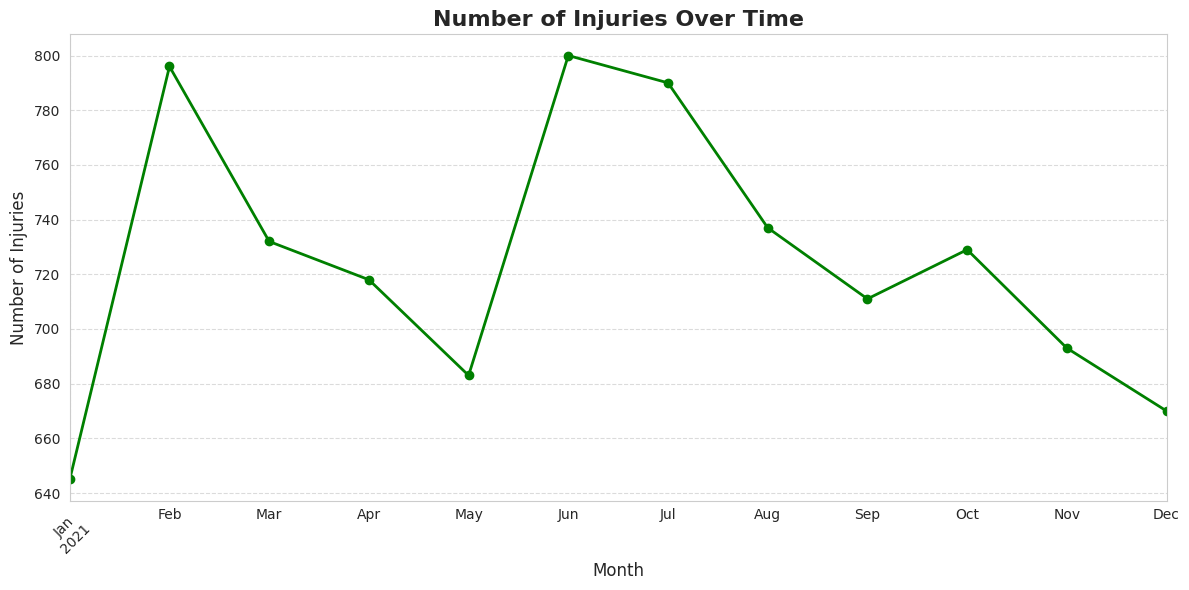 Number of Injuries Over Time
Number of Injuries
800
780
760
740
720
700
680
660
640
Jan
2021
Feb
Mar
Apr
May
Jun
Jul
Aug
Sep
Oct
Nov
Dec
Month